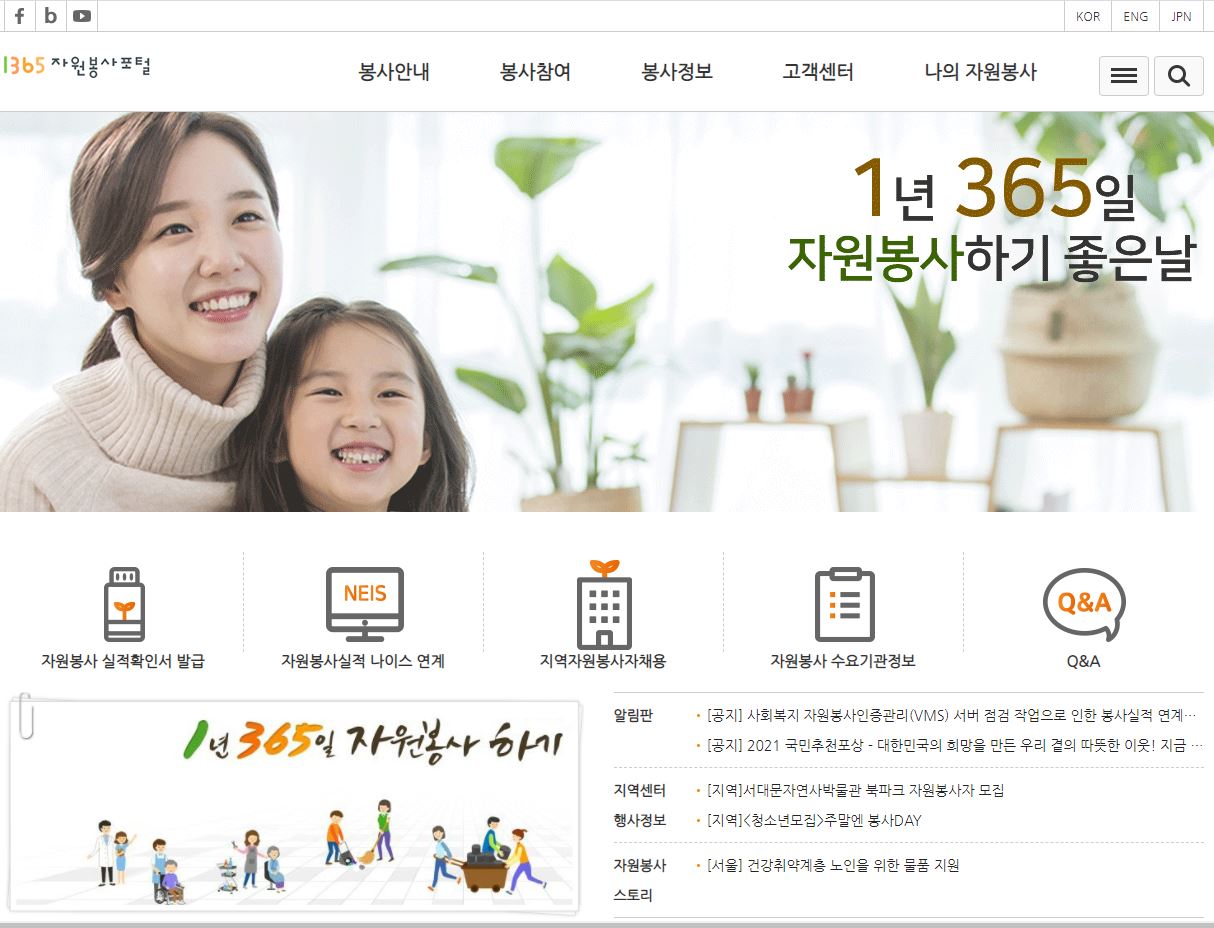 f b
KOR ENG JPN
1365 자원봉사포털
봉사안내 봉사참여 봉사정보 고객센터 나의 자원봉사
1년 365일
자원봉사하기 좋은날
NEIS
Q&A
자원봉사 실적확인서 발급
자원봉사실적 나이스 연계
지역자원봉사자채용
자원봉사 수요기관정보
Q&A
1년 365일 자원봉사 하기
알림판
[공지] 사회복지 자원봉사인증관리(VMS) 서버 점검 작업으로 인한 봉사실적 연계…
[공지] 2021 국민추천포상 - 대한민국의 희망을 만든 우리 곁의 따뜻한 이웃! 지금 …
지역센터
행사정보
[지역]서대문자연사박물관 북파크 자원봉사자 모집
[지역]<청소년모집>주말엔 봉사DAY
자원봉사
스토리
[서울] 건강취약계층 노인을 위한 물품 지원